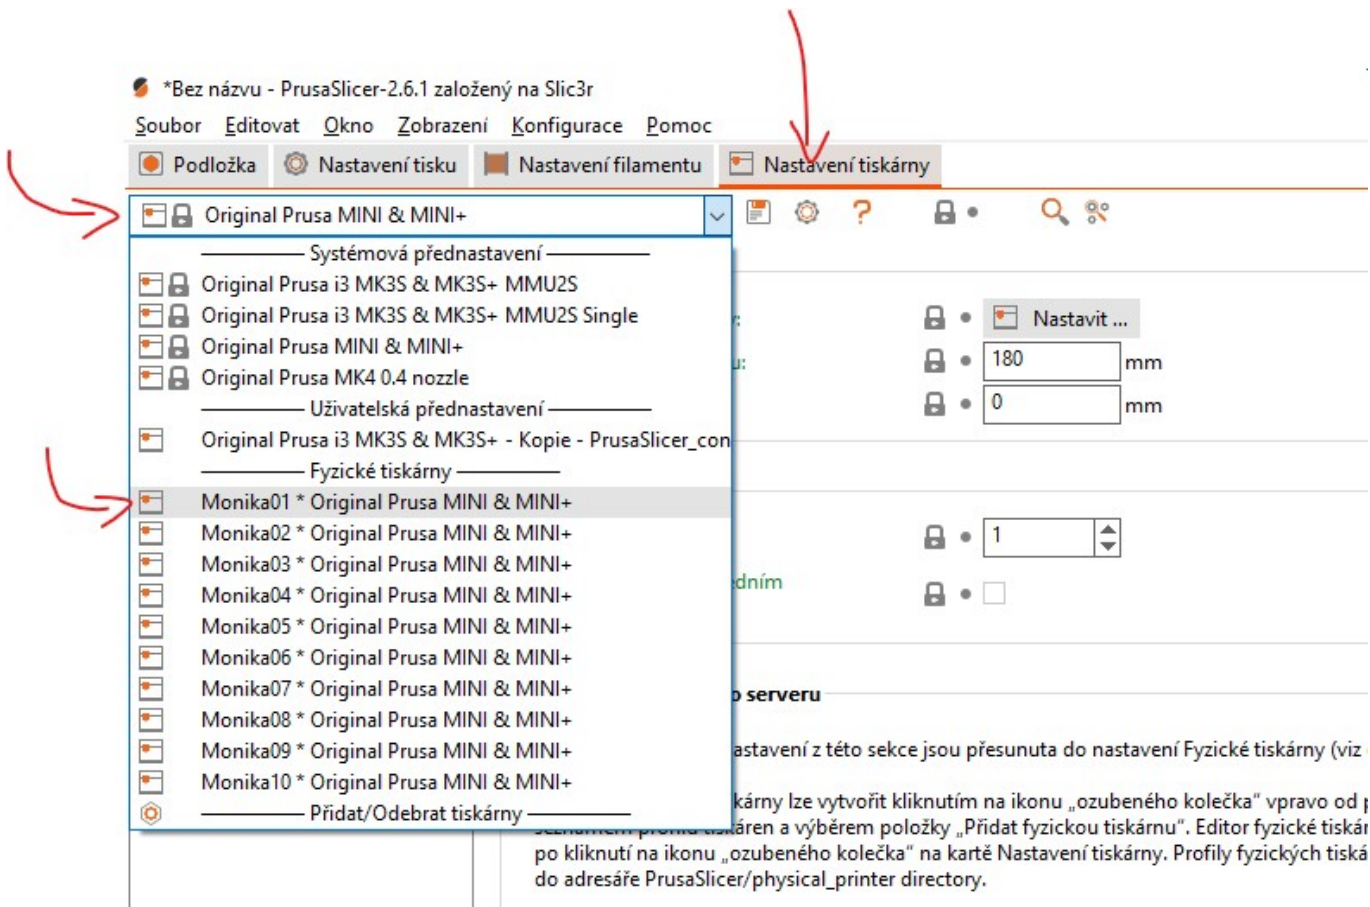 *Bez názvu - PrusaSlicer-2.6.1 založený na Slic3r
Soubor Editovat Okno Zobrazení Konfigurace Pomoc
Podložka Nastavení tisku Nastavení filamentu Nastavení tiskárny
Original Prusa MINI & MINI+
Systémová přednastavení
Original Prusa i3 MK3S & MK3S+ MMU2S
Original Prusa i3 MK3S & MK3S+ MMU2S Single
Nastavit ...
Original Prusa MINI & MINI+
u: 180 mm
Original Prusa MK4 0.4 nozzle
0 mm
Uživatelská přednastavení
Original Prusa i3 MK3S & MK3S+ - Kopie - PrusaSlicer_con
Fyzické tiskárny
Monika01 * Original Prusa MINI & MINI+
Monika02 * Original Prusa MINI & MINI+
1
Monika03 * Original Prusa MINI & MINI+
Monika04 * Original Prusa MINI & MINI+
edním
Monika05 * Original Prusa MINI & MINI+
Monika06 * Original Prusa MINI & MINI+
Monika07 * Original Prusa MINI & MINI+
o serveru
Monika08 * Original Prusa MINI & MINI+
Monika09 * Original Prusa MINI & MINI+
astavení z této sekce jsou přesunuta do nastavení Fyzické tiskárny (viz
Monika10 * Original Prusa MINI & MINI+
Přidat/Odebrat tiskárny
kárny lze vytvořit kliknutím na ikonu „ozubeného kolečka“ vpravo od
seznamem profilů tiskáren a výběrem položky „Přidat fyzickou tiskárnu“. Editor fyzické tiskár
po kliknutí na ikonu „ozubeného kolečka“ na kartě Nastavení tiskárny. Profily fyzických tiská
do adresáře PrusaSlicer/physical_printer directory.